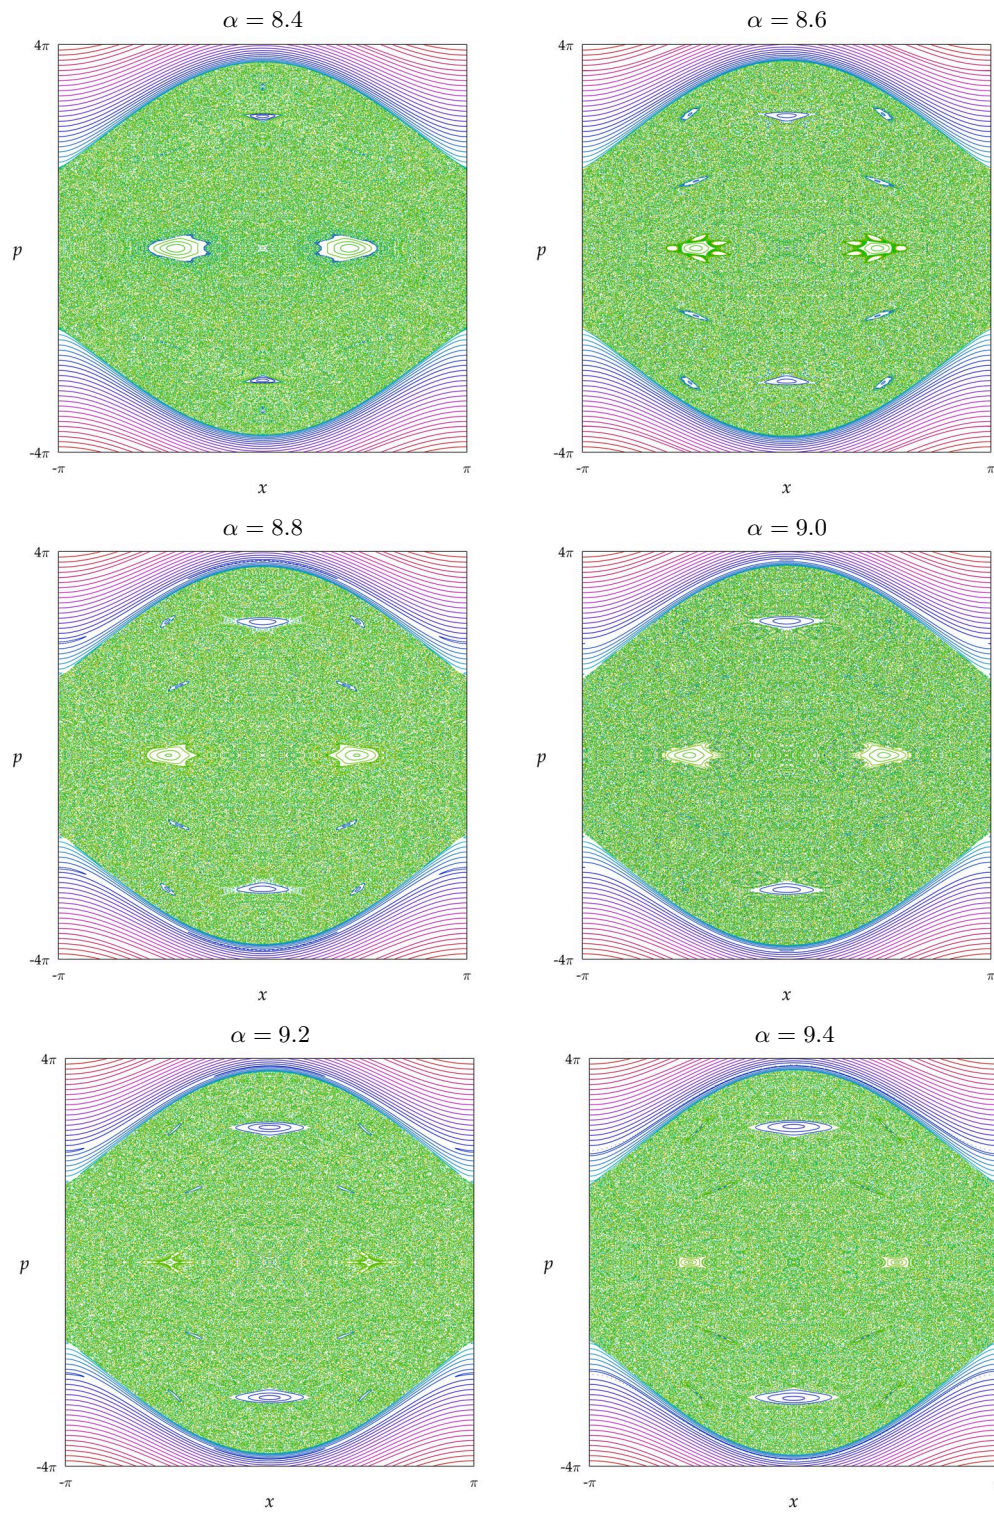 α = 8.4
α = 8.6
4π
4π
p
p
-4π
-4π
-π
π
-π
π
x
x
α = 8.8
α = 9.0
4π
4π
p
p
-4π
-4π
-π
π
-π
π
x
x
α = 9.2
α = 9.4
4π
4π
p
p
-4π
-4π
-π
π
-π
x
x